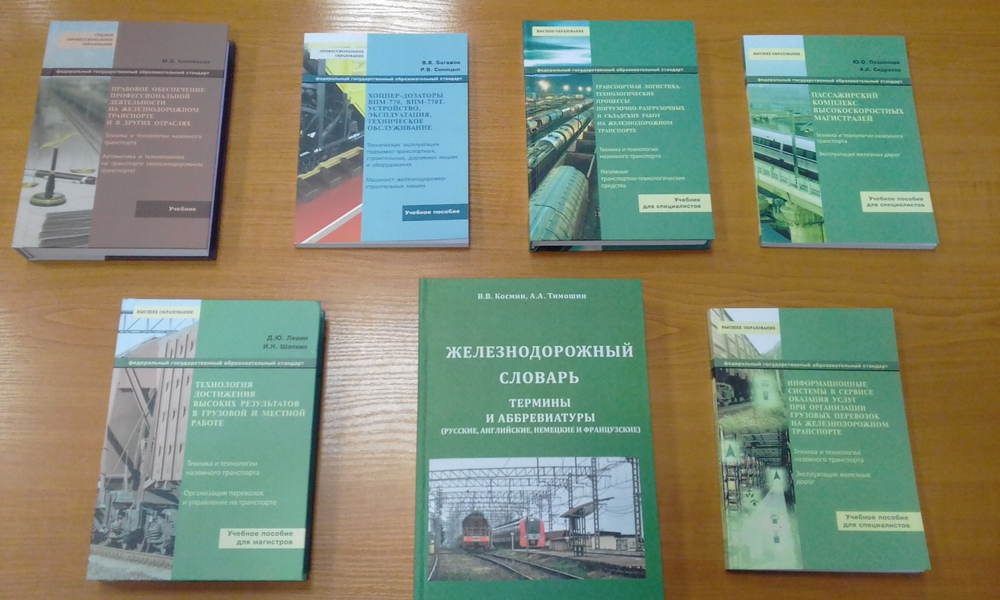 СРЕДНЕЕ
ПРОФЕССИОНАЛЬНОЕ
ОБРАЗОВАНИЕ
М.В.
федеральный государственный образовательный стандарт
ПРАВОВОЕ ОБЕСПЕЧЕНИЕ
ПРОФЕССИОНАЛЬНОЙ
ДЕЯТЕЛЬНОСТИ
НА ЖЕЛЕЗНОДОРОЖНОМ
ТРАНСПОРТЕ
И В ДРУГИХ ОТРАСЛЯХ
Техника и технологии наземного
транспорта
Автоматика и телемеханика
на транспорте (железнодорожном
транспорте)
Учебник
ПРОФЕССИОНАЛЬНОЕ
ОБРАЗОВАНИЕ
В.В. Багажов
Р.В. Синицын
федеральный государственный образовательный стандарт
ХОППЕР-ДОЗАТОРЫ
ВПМ-770, ВПМ-770Т.
УСТРОЙСТВО,
ЭКСПЛУАТАЦИЯ,
ТЕХНИЧЕСКОЕ
ОБСЛУЖИВАНИЕ
Техническая эксплуатация
подъемно-транспортных,
строительных, дорожных машин
и оборудования
Машинист железнодорожно-
строительных машин
Учебное пособие
ВЫСШЕЕ ОБРАЗОВАНИЕ
федеральный государственный образовательный стандарт
ТРАНСПОРТНАЯ ЛОГИСТИКА.
ТЕХНОЛОГИЧЕСКИЕ
ПРОЦЕССЫ
ПОГРУЗОЧНО-РАЗГРУЗОЧНЫХ
И СКЛАДСКИХ РАБОТ
НА ЖЕЛЕЗНОДОРОЖНОМ
ТРАНСПОРТЕ
Техника и технологии
наземного транспорта
Наземные
транспортно-технологические
средства
Учебник
для специалистов
ВЫСШЕЕ ОБРАЗОВАНИЕ
Ю.О. Пазойский
А.А. Сидраков
федеральный государственный образовательный стандарт
ПАССАЖИРСКИЙ
КОМПЛЕКС
ВЫСОКОСКОРОСТНЫХ
МАГИСТРАЛЕЙ
Техника и технологии наземного
транспорта
Эксплуатация железных дорог
Учебное пособие
для специалистов
ВЫСШЕЕ ОБРАЗОВАНИЕ
Д.Ю. Левин
И.Н. Шапкин
федеральный государственный образовательный стандарт
ТЕХНОЛОГИЯ
ДОСТИЖЕНИЯ
ВЫСОКИХ РЕЗУЛЬТАТОВ
В ГРУЗОВОЙ И МЕСТНОЙ
РАБОТЕ
Техника и технологии
наземного транспорта
Организация перевозок
и управление на транспорте
Учебное пособие
для магистров
В.В. Космин, А.А. Тимошин
ЖЕЛЕЗНОДОРОЖНЫЙ
СЛОВАРЬ
ТЕРМИНЫ
И АББРЕВИАТУРЫ
(РУССКИЕ, АНГЛИЙСКИЕ, НЕМЕЦКИЕ И ФРАНЦУЗСКИЕ)
ВЫСШЕЕ ОБРАЗОВАНИЕ
федеральный государственный образовательный стандарт
ИНФОРМАЦИОННЫЕ
СИСТЕМЫ В СЕРВИСЕ
ОКАЗАНИЯ УСЛУГ
ПРИ ОРГАНИЗАЦИИ
ГРУЗОВЫХ ПЕРЕВОЗОК
НА ЖЕЛЕЗНОДОРОЖНОМ
ТРАНСПОРТЕ
Техника и технологии
наземного транспорта
Эксплуатация железных
дорог
Учебное пособие
для специалистов